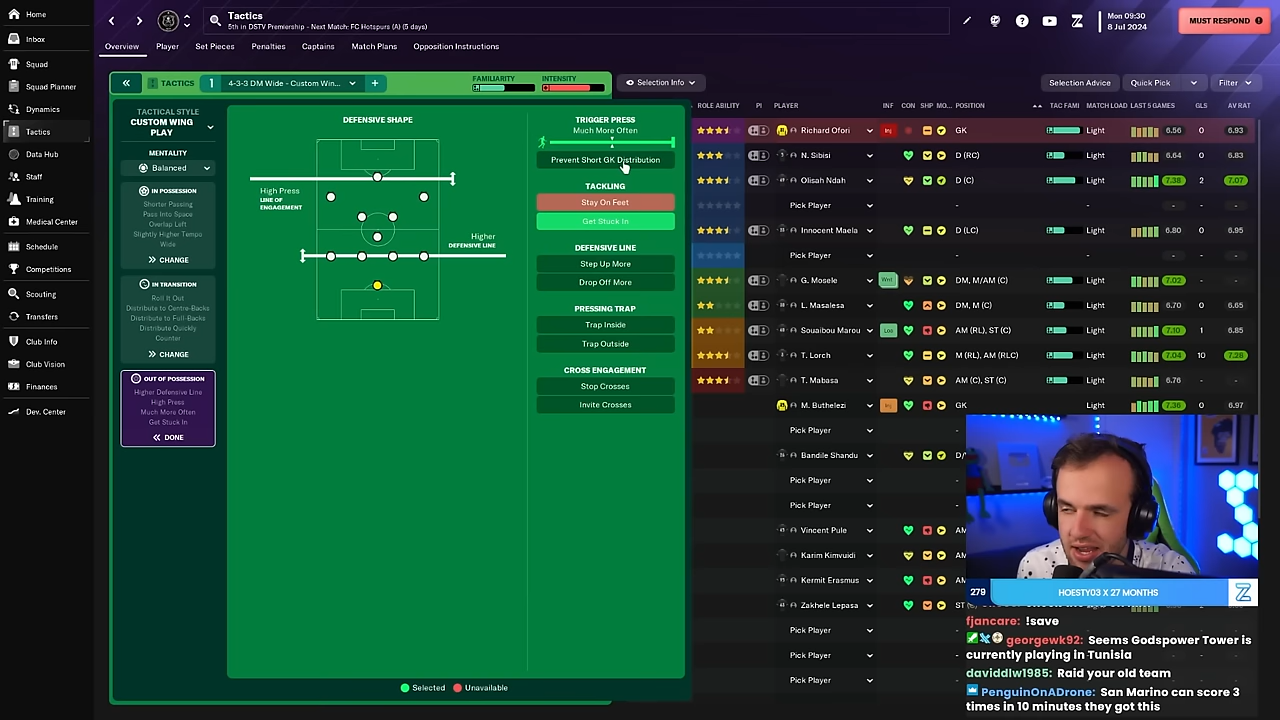 Home
Inbox
Squad
Squad Planner
Dynamics
Tactics
Data Hub
Staff
Training
Medical Center
Schedule
Competitions
Scouting
Transfers
Club Info
Club Vision
Finances
Dev. Center
Tactics
5th in DSTV Premiership - Next Match: FC Hotspurs (A) (5 days)
Mon 09:30
8 Jul 2024
MUST RESPOND
Overview
Player
Set Pieces
Penalties
Captains
Match Plans
Opposition Instructions
TACTICS
1
4-3-3 DM Wide - Custom Win...
+
FAMILIARITY
INTENSITY
Selection Info
Selection Advice
Quick Pick
Filter
TACTICAL STYLE
CUSTOM WING
PLAY
MENTALITY
Balanced
IN POSSESSION
Shorter Passing
Pass Into Space
Overlap Left
Slightly Higher Tempo
Wide
CHANGE
IN TRANSITION
Roll It Out
Distribute to Centre-Backs
Distribute to Full-Backs
Distribute Quickly
Counter
CHANGE
OUT OF POSSESSION
Higher Defensive Line
High Press
Much More Often
Get Stuck In
DONE
DEFENSIVE SHAPE
High Press
LINE OF
ENGAGEMENT
Higher
DEFENSIVE LINE
Selected
Unavailable
TRIGGER PRESS
Much More Often
Prevent Short GK Distribution
TACKLING
Stay On Feet
Get Stuck In
DEFENSIVE LINE
Step Up More
Drop Off More
PRESSING TRAP
Trap Inside
Trap Outside
CROSS ENGAGEMENT
Stop Crosses
Invite Crosses
ROLE ABILITY PI PLAYER INF CON SHP MO... POSITION TAC FAMI MATCH LOAD LAST 5 GAMES GLS AV RAT
Richard Ofori Inj GK Light 6.56 0 6.93
N. Sibisi D (RC) Light 6.64 0 6.83
Olisah Ndah D (C) Light 7.38 2 7.07
Pick Player - - -
Innocent Maela D (LC) Light 6.80 0 6.95
Pick Player - - -
G. Mosele DM, M/AM (C) Light 7.02 - -
L. Masalesa DM, M (C) Light 6.70 0 6.65
Souaibou Marou AM (RL), ST (C) Light 7.10 1 6.85
T. Lorch M (RL), AM (RLC) Light 7.04 10 7.26
T. Mabasa AM (C), ST (C) Light 6.76 - -
M. Buthelezi Inj GK Light 7.36 0 6.97
Pick Player -
Bandile Shandu
Pick Player -
Pick Player -
Vincent Pule AM
Karim Kimvuidi AM
Kermit Erasmus AM
Zakhele Lepasa ST
Pick Player -
Pick Player -
Pick Player -
279
HOESTY03 X 27 MONTHS
fjancare: !save
georgewk92: Seems Godspower Tower is
currently playing in Tunisia
daviddlw1985: Raid your old team
PenguinOnADrone: San Marino can score 3
times in 10 minutes they got this